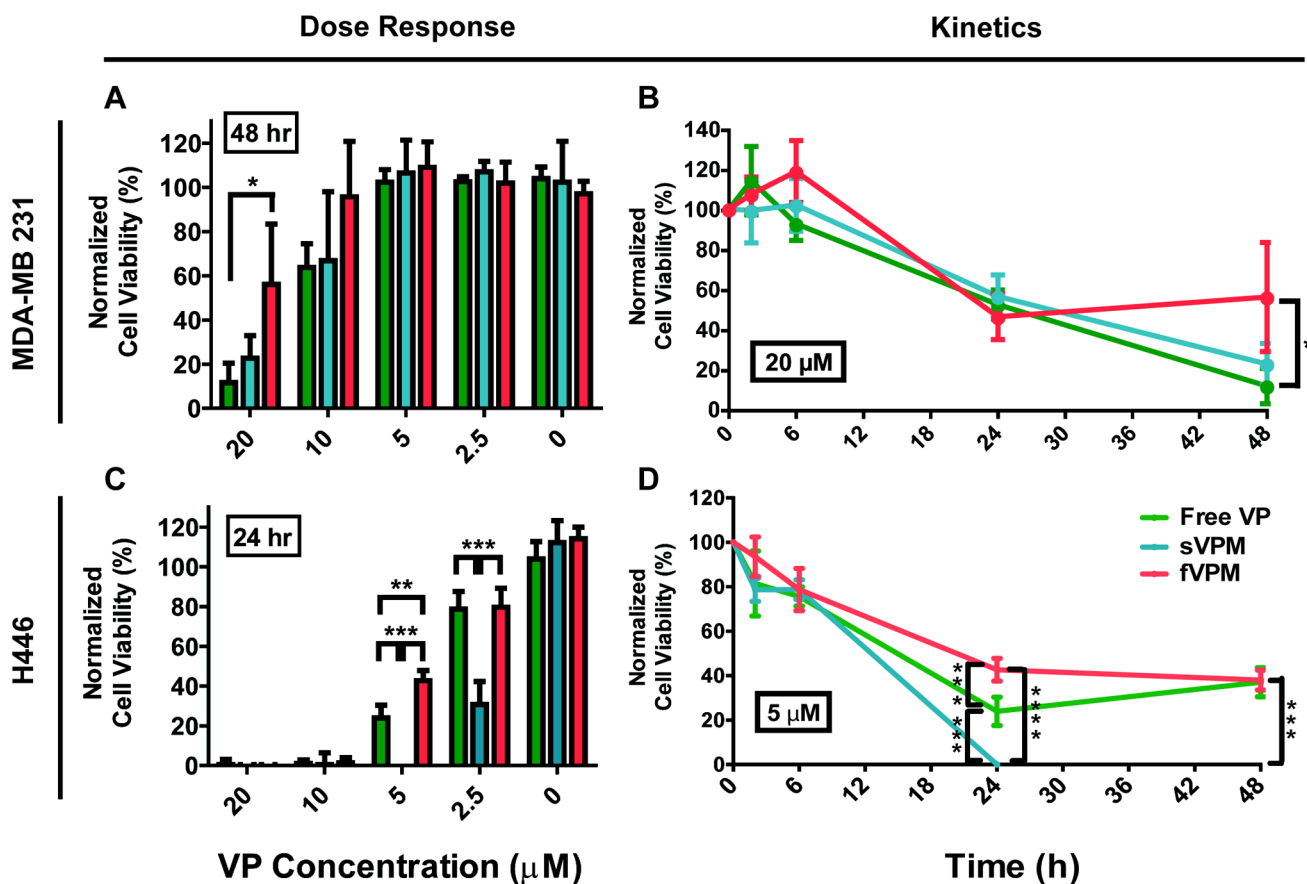 Dose Response
Kinetics
MDA-MB 231
H446
A
48 hr
Normalized
Cell Viability (%)
120
100
80
60
40
20
0
*
20
10
5
2.5
0
B
Normalized
Cell Viability (%)
140
120
100
80
60
40
20
0
20 µM
*
0
6
12
18
24
30
36
42
48
C
24 hr
Normalized
Cell Viability (%)
120
100
80
60
40
20
0
**
***
***
20
10
5
2.5
0
VP Concentration (µM)
D
Normalized
Cell Viability (%)
120
100
80
60
40
20
0
Free VP
sVPM
fVPM
5 µM
***
***
****
***
0
6
12
18
24
30
36
42
48
Time (h)